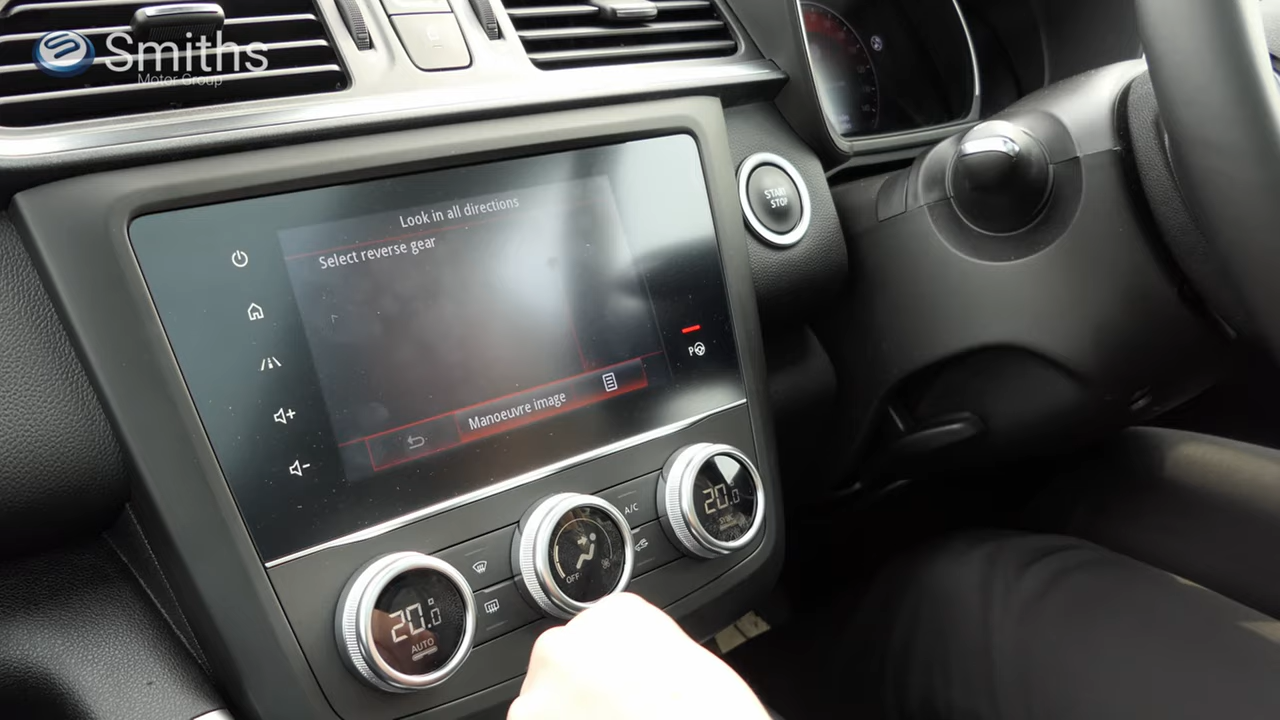 Smiths
Motor Group
START
STOP
Look in all directions
Select reverse gear
Manoeuvre image
P
A/C
20.0
SYNC
OFF
20.0
AUTO